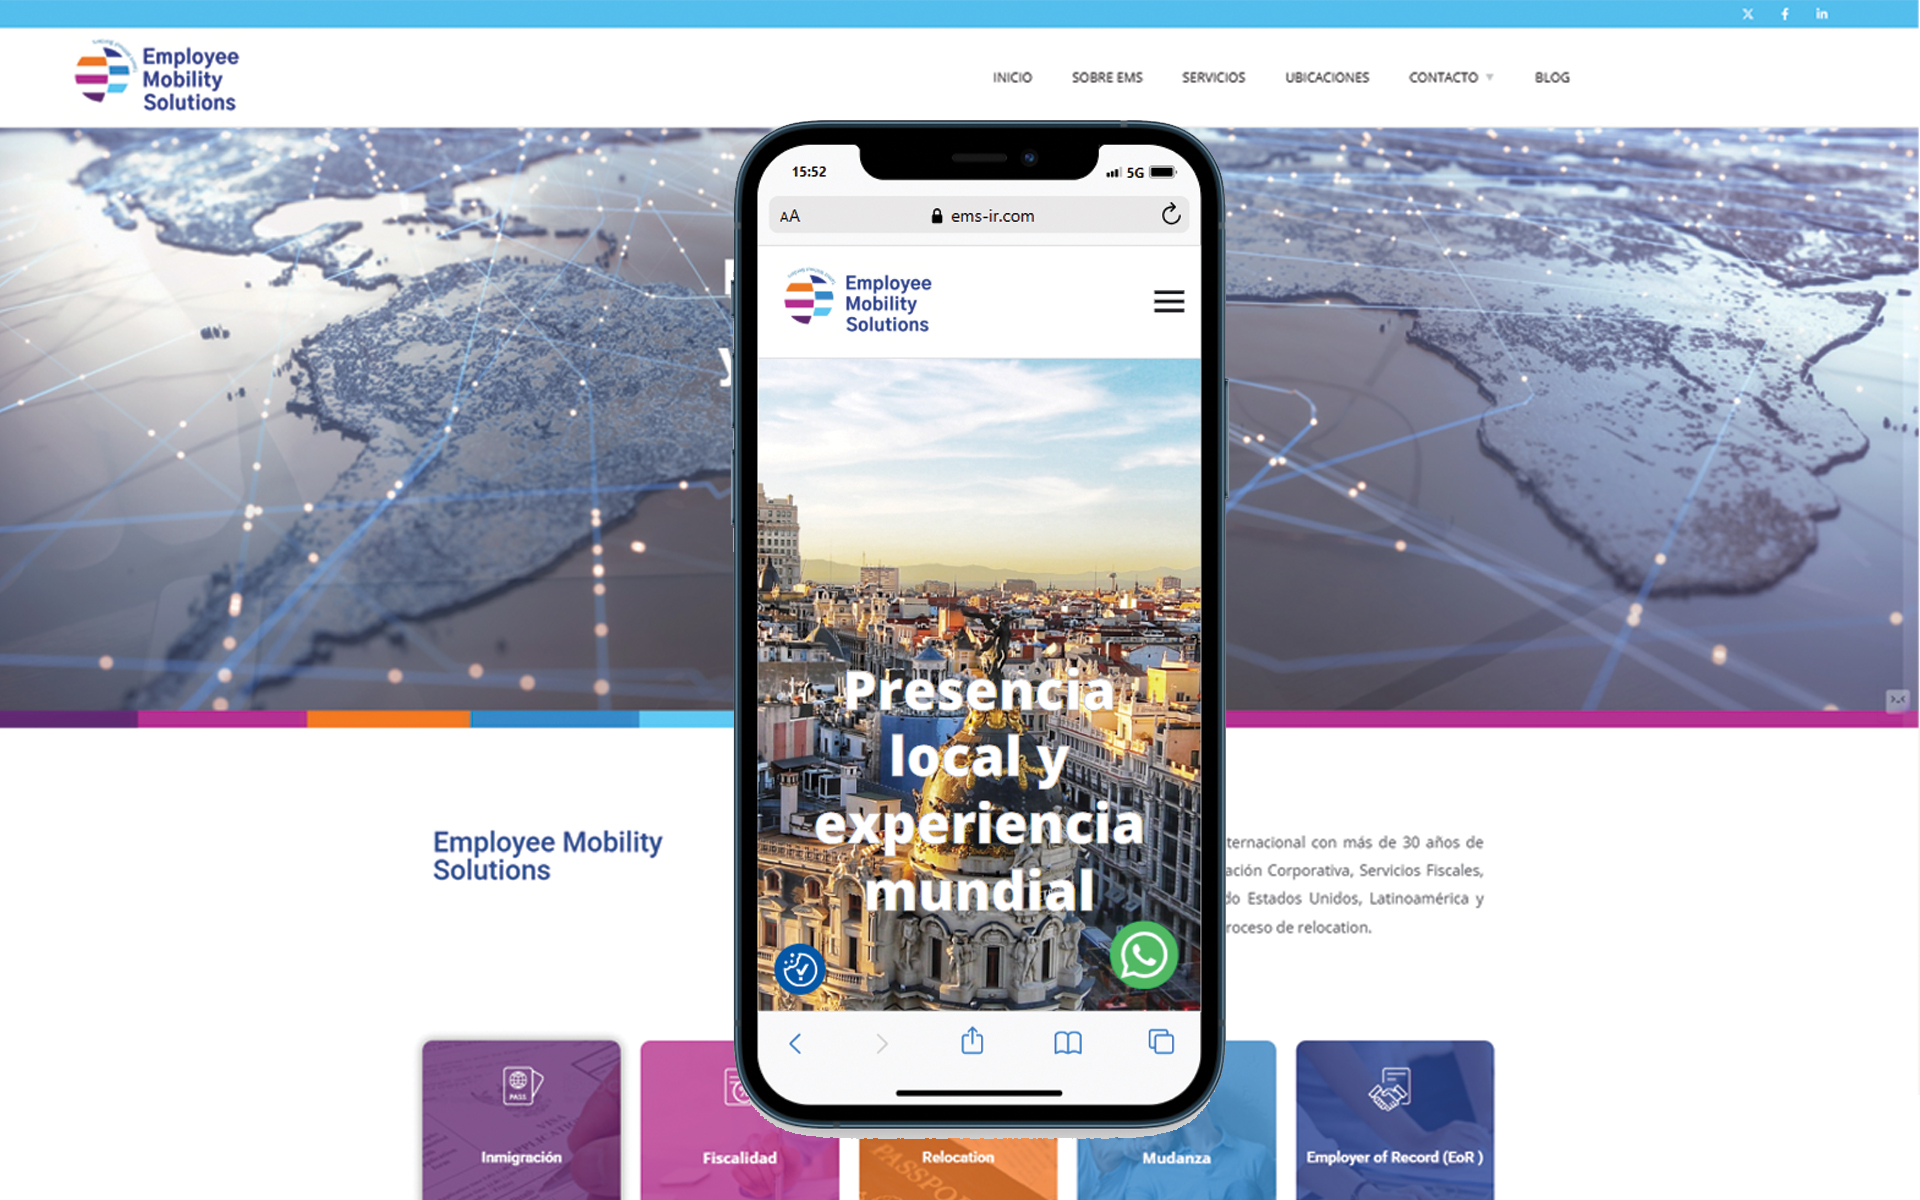 Employee
Mobility
Solutions
INICIO
SOBRE EMS
SERVICIOS
UBICACIONES
CONTACTO
BLOG
15:52
5G
AA
ems-ir.com
Employee
Mobility
Solutions
Presencia
local y
experiencia
mundial
Employee Mobility
Solutions
ternacional con más de 30 años de
ación Corporativa, Servicios Fiscales,
do Estados Unidos, Latinoamérica y
roceso de relocation.
PASS
Inmigración
Fiscalidad
Relocation
Mudanza
Employer of Record (EoR )